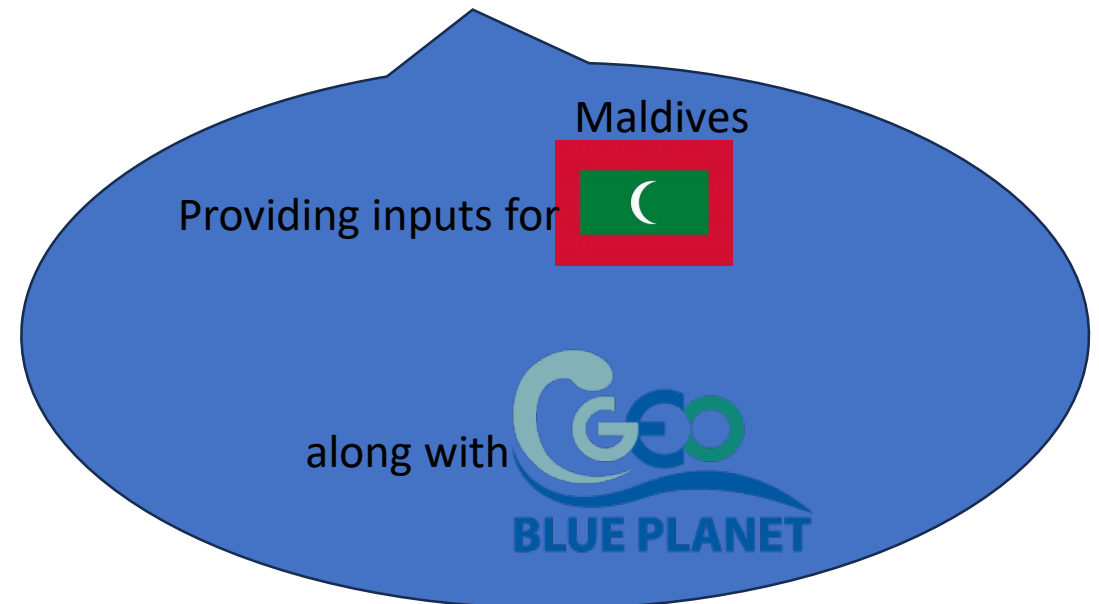 Maldives
Providing inputs for
along with
GEO
BLUE PLANET